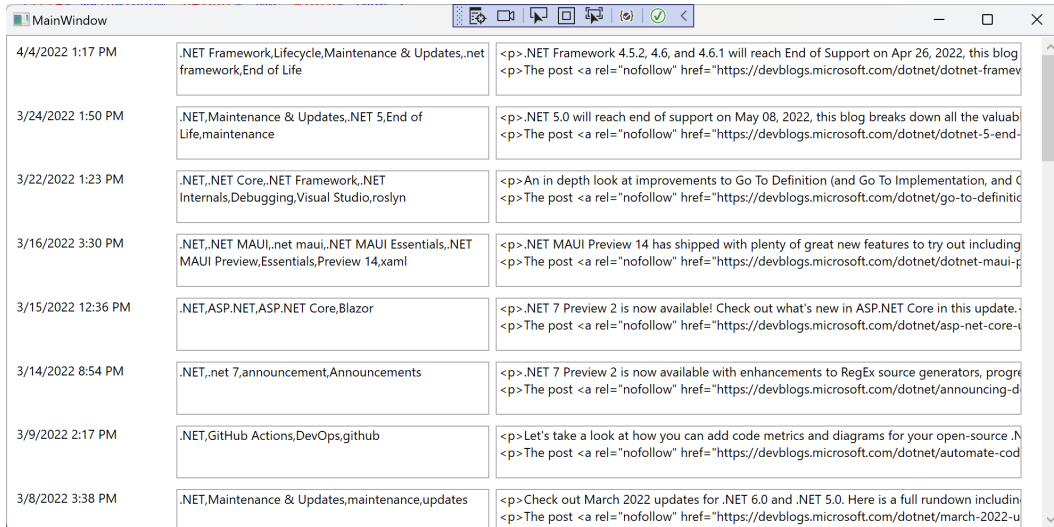 MainWindow
4/4/2022 1:17 PM
.NET Framework,Lifecycle,Maintenance & Updates,.net
framework,End of Life
<p>.NET Framework 4.5.2, 4.6, and 4.6.1 will reach End of Support on Apr 26, 2022, this blog
<p>The post <a rel="nofollow" href="https://devblogs.microsoft.com/dotnet/dotnet-framew
3/24/2022 1:50 PM
.NET,Maintenance & Updates,.NET 5,End of
Life,maintenance
<p>.NET 5.0 will reach end of support on May 08, 2022, this blog breaks down all the valuabl
<p>The post <a rel="nofollow" href="https://devblogs.microsoft.com/dotnet/dotnet-5-end-
3/22/2022 1:23 PM
.NET,.NET Core,.NET Framework,.NET
Internals,Debugging,Visual Studio,roslyn
<p>An in depth look at improvements to Go To Definition (and Go To Implementation, and
<p>The post <a rel="nofollow" href="https://devblogs.microsoft.com/dotnet/go-to-definitic
3/16/2022 3:30 PM
.NET,.NET MAUI,.net maui,.NET MAUI Essentials,.NET
MAUI Preview,Essentials,Preview 14,xaml
<p>.NET MAUI Preview 14 has shipped with plenty of great new features to try out including
<p>The post <a rel="nofollow" href="https://devblogs.microsoft.com/dotnet/dotnet-maui-p
3/15/2022 12:36 PM
.NET,ASP.NET,ASP.NET Core,Blazor
<p>.NET 7 Preview 2 is now available! Check out what's new in ASP.NET Core in this update.
<p>The post <a rel="nofollow" href="https://devblogs.microsoft.com/dotnet/asp-net-core-u
3/14/2022 8:54 PM
.NET,.net 7,announcement,Announcements
<p>.NET 7 Preview 2 is now available with enhancements to RegEx source generators, progre
<p>The post <a rel="nofollow" href="https://devblogs.microsoft.com/dotnet/announcing-d
3/9/2022 2:17 PM
.NET,GitHub Actions,DevOps,github
<p>Let's take a look at how you can add code metrics and diagrams for your open-source .N
<p>The post <a rel="nofollow" href="https://devblogs.microsoft.com/dotnet/automate-cod
3/8/2022 3:38 PM
.NET,Maintenance & Updates,maintenance,updates
<p>Check out March 2022 updates for .NET 6.0 and .NET 5.0. Here is a full rundown includin
<p>The post <a rel="nofollow" href="https://devblogs.microsoft.com/dotnet/march-2022-u